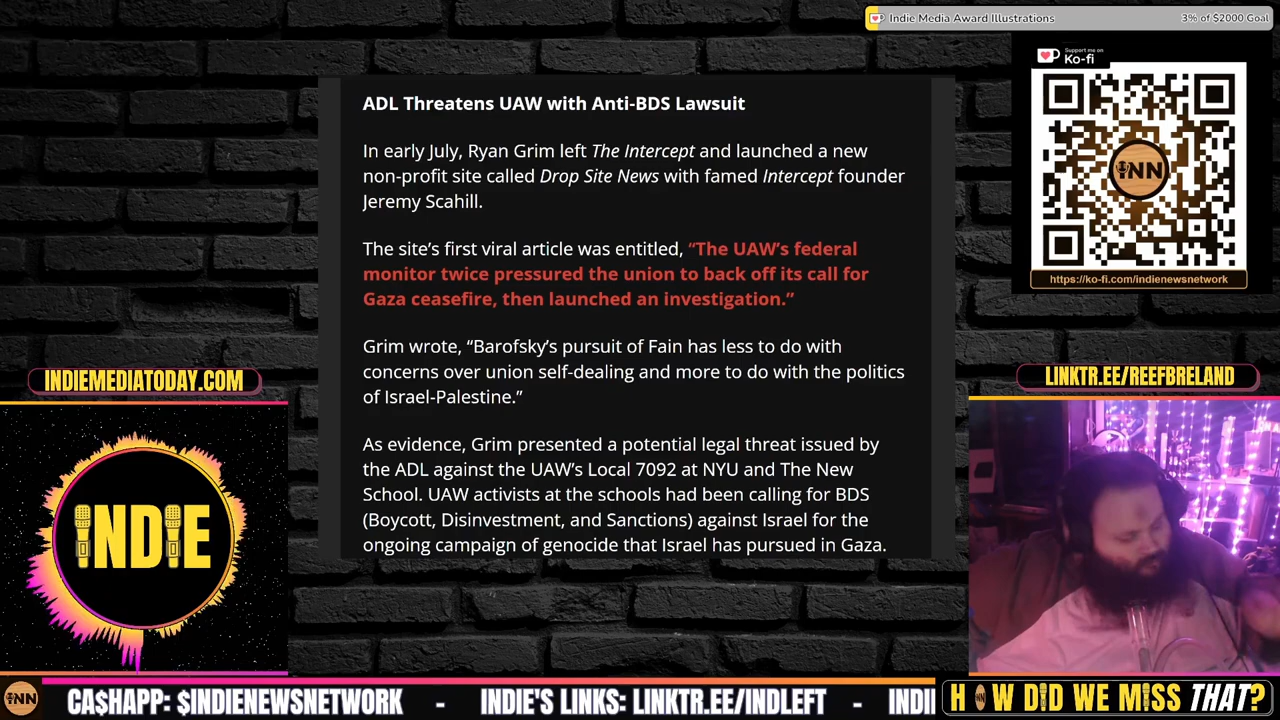 Indie Media Award Illustrations
3% of $2000 Goal
Support me on
Ko-fi
iNN
https://ko-fi.com/indienewsnetwork
ADL Threatens UAW with Anti-BDS Lawsuit
In early July, Ryan Grim left The Intercept and launched a new
non-profit site called Drop Site News with famed Intercept founder
Jeremy Scahill.
The site’s first viral article was entitled, “The UAW’s federal
monitor twice pressured the union to back off its call for
Gaza ceasefire, then launched an investigation.”
Grim wrote, “Barofsky’s pursuit of Fain has less to do with
concerns over union self-dealing and more to do with the politics
of Israel-Palestine.”
As evidence, Grim presented a potential legal threat issued by
the ADL against the UAW’s Local 7092 at NYU and The New
School. UAW activists at the schools had been calling for BDS
(Boycott, Disinvestment, and Sanctions) against Israel for the
ongoing campaign of genocide that Israel has pursued in Gaza.
INDIEMEDIATODAY.COM
LINKTR.EE/REEFBRELAND
INDIE
iNN
CA$HAPP: $INDIENEWSNETWORK - INDIE'S LINKS: LINKTR.EE/INDLEFT - INDI
HOW DID WE MISS THAT?